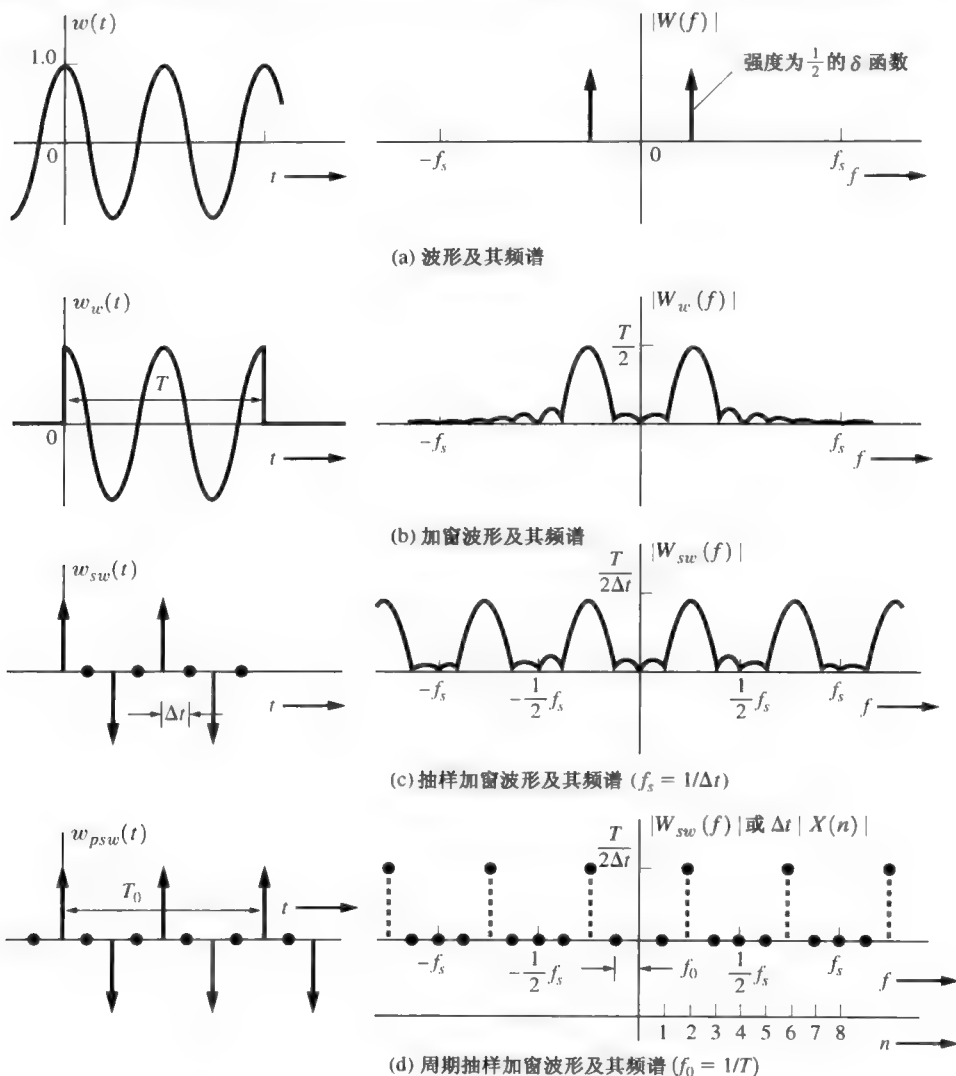 w(t)
1.0
0
t
|W(f)|
强度为 1/2 的 δ 函数
−f_s
0
f_s
f
(a) 波形及其频谱
w_w(t)
T
0
t
|W_w(f)|
T/2
−f_s
f_s
f
(b) 加窗波形及其频谱
w_sw(t)
Δt
t
|W_sw(f)|
T/2Δt
−f_s
−1/2 f_s
1/2 f_s
f_s
f
(c) 抽样加窗波形及其频谱 (f_s = 1/Δt)
w_psw(t)
T_0
t
|W_sw(f)| 或 Δt | X(n)|
T/2Δt
−f_s
−1/2 f_s
f_0
1/2 f_s
f_s
f
1 2 3 4 5 6 7 8
n
(d) 周期抽样加窗波形及其频谱 (f_0 = 1/T)